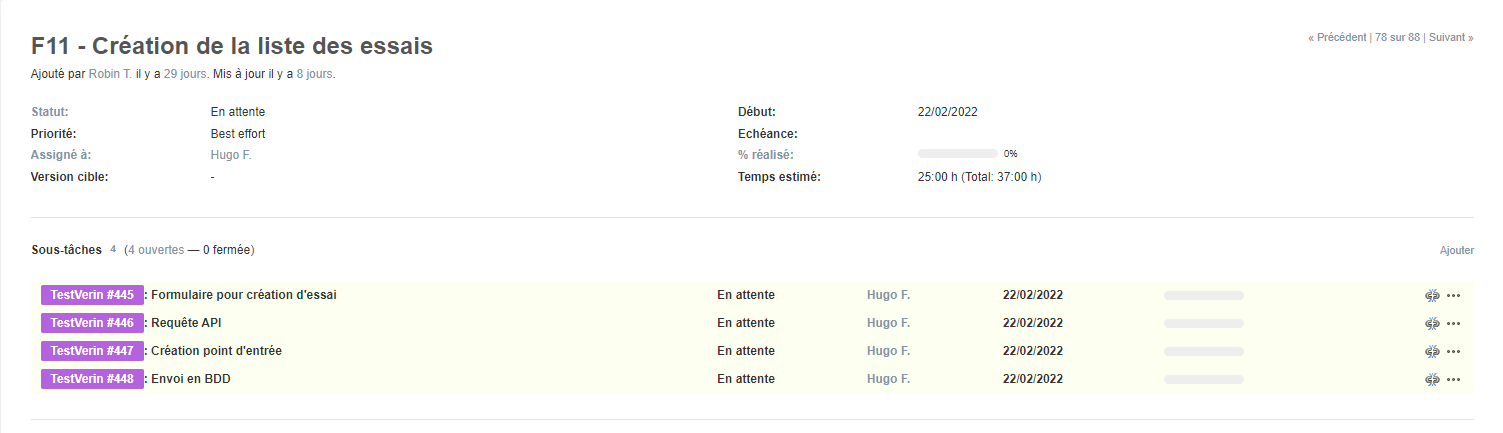 F11 - Création de la liste des essais
« Précédent | 78 sur 88 | Suivant »
Ajouté par Robin T. il y a 29 jours. Mis à jour il y a 8 jours.
Statut: En attente Début: 22/02/2022
Priorité: Best effort Echéance:
Assigné à: Hugo F. % réalisé: 0%
Version cible: - Temps estimé: 25:00 h (Total: 37:00 h)
Sous-tâches 4 (4 ouvertes — 0 fermée) Ajouter
TestVerin #445 : Formulaire pour création d'essai En attente Hugo F. 22/02/2022
TestVerin #446 : Requête API En attente Hugo F. 22/02/2022
TestVerin #447 : Création point d'entrée En attente Hugo F. 22/02/2022
TestVerin #448 : Envoi en BDD En attente Hugo F. 22/02/2022